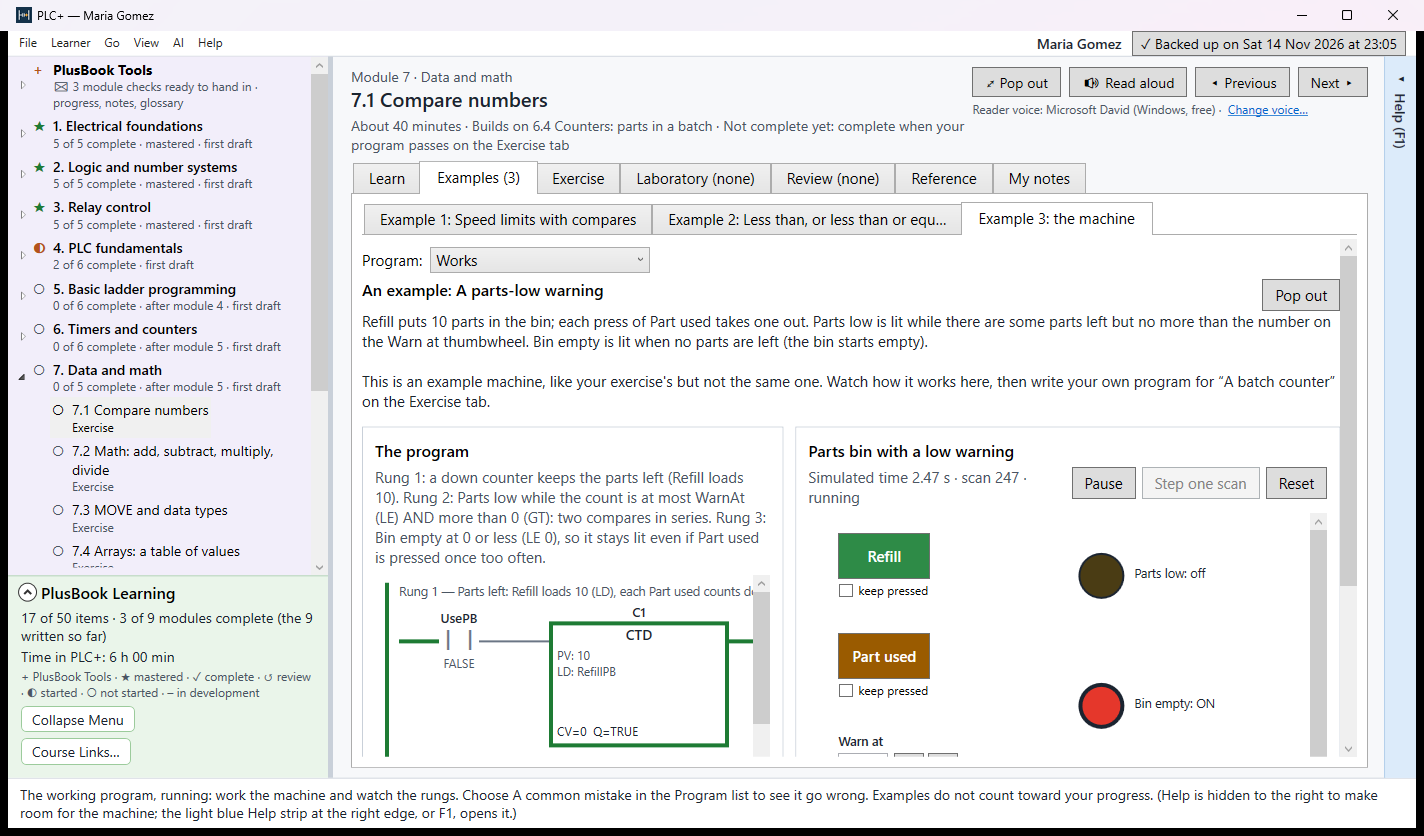 PLC+ — Maria Gomez
File Learner Go View AI Help
Maria Gomez
✓ Backed up on Sat 14 Nov 2026 at 23:05
+ PlusBook Tools
✉ 3 module checks ready to hand in ·
progress, notes, glossary
★ 1. Electrical foundations
5 of 5 complete · mastered · first draft
★ 2. Logic and number systems
5 of 5 complete · mastered · first draft
★ 3. Relay control
5 of 5 complete · mastered · first draft
◐ 4. PLC fundamentals
2 of 6 complete · first draft
○ 5. Basic ladder programming
0 of 6 complete · after module 4 · first draft
○ 6. Timers and counters
0 of 6 complete · after module 5 · first draft
○ 7. Data and math
0 of 5 complete · after module 5 · first draft
○ 7.1 Compare numbers
Exercise
○ 7.2 Math: add, subtract, multiply,
divide
Exercise
○ 7.3 MOVE and data types
Exercise
○ 7.4 Arrays: a table of values
Exercise
PlusBook Learning
17 of 50 items · 3 of 9 modules complete (the 9
written so far)
Time in PLC+: 6 h 00 min
+ PlusBook Tools · ★ mastered · ✓ complete · ↺ review
· ◐ started · ○ not started · – in development
Collapse Menu
Course Links...
Module 7 · Data and math
7.1 Compare numbers
About 40 minutes · Builds on 6.4 Counters: parts in a batch · Not complete yet: complete when your
program passes on the Exercise tab
⤢ Pop out
Read aloud
◂ Previous
Next ▸
Reader voice: Microsoft David (Windows, free) · Change voice...
◂ Help (F1)
Learn
Examples (3)
Exercise
Laboratory (none)
Review (none)
Reference
My notes
Example 1: Speed limits with compares
Example 2: Less than, or less than or equ...
Example 3: the machine
Program: Works
An example: A parts-low warning
Pop out
Refill puts 10 parts in the bin; each press of Part used takes one out. Parts low is lit while there are some parts left but no more than the number on
the Warn at thumbwheel. Bin empty is lit when no parts are left (the bin starts empty).
This is an example machine, like your exercise's but not the same one. Watch how it works here, then write your own program for “A batch counter”
on the Exercise tab.
The program
Rung 1: a down counter keeps the parts left (Refill loads
10). Rung 2: Parts low while the count is at most WarnAt
(LE) AND more than 0 (GT): two compares in series. Rung 3:
Bin empty at 0 or less (LE 0), so it stays lit even if Part used
is pressed once too often.
Rung 1 — Parts left: Refill loads 10 (LD), each Part used counts
UsePB
FALSE
C1
CTD
PV: 10
LD: RefillPB
CV=0 Q=TRUE
Parts bin with a low warning
Simulated time 2.47 s · scan 247 ·
running
Pause
Step one scan
Reset
Refill
keep pressed
Parts low: off
Part used
keep pressed
Bin empty: ON
Warn at
The working program, running: work the machine and watch the rungs. Choose A common mistake in the Program list to see it go wrong. Examples do not count toward your progress. (Help is hidden to the right to make
room for the machine; the light blue Help strip at the right edge, or F1, opens it.)